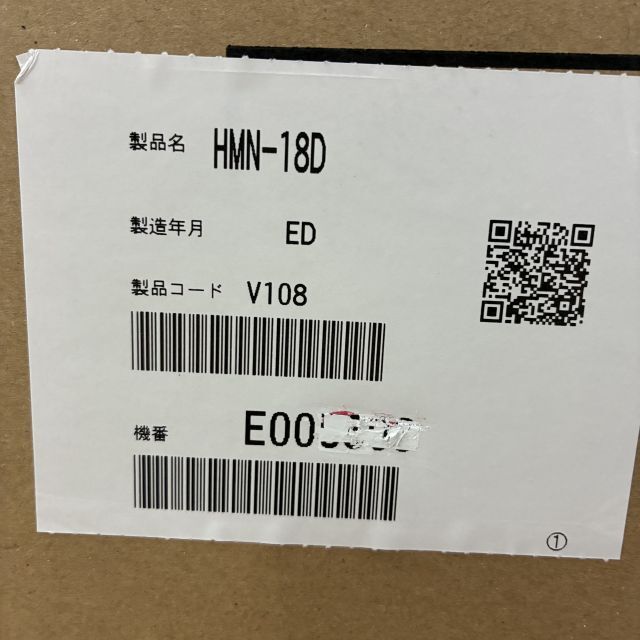 製品名 HMN-18D
製造年月 ED
製品コード V108
機番 E00
①